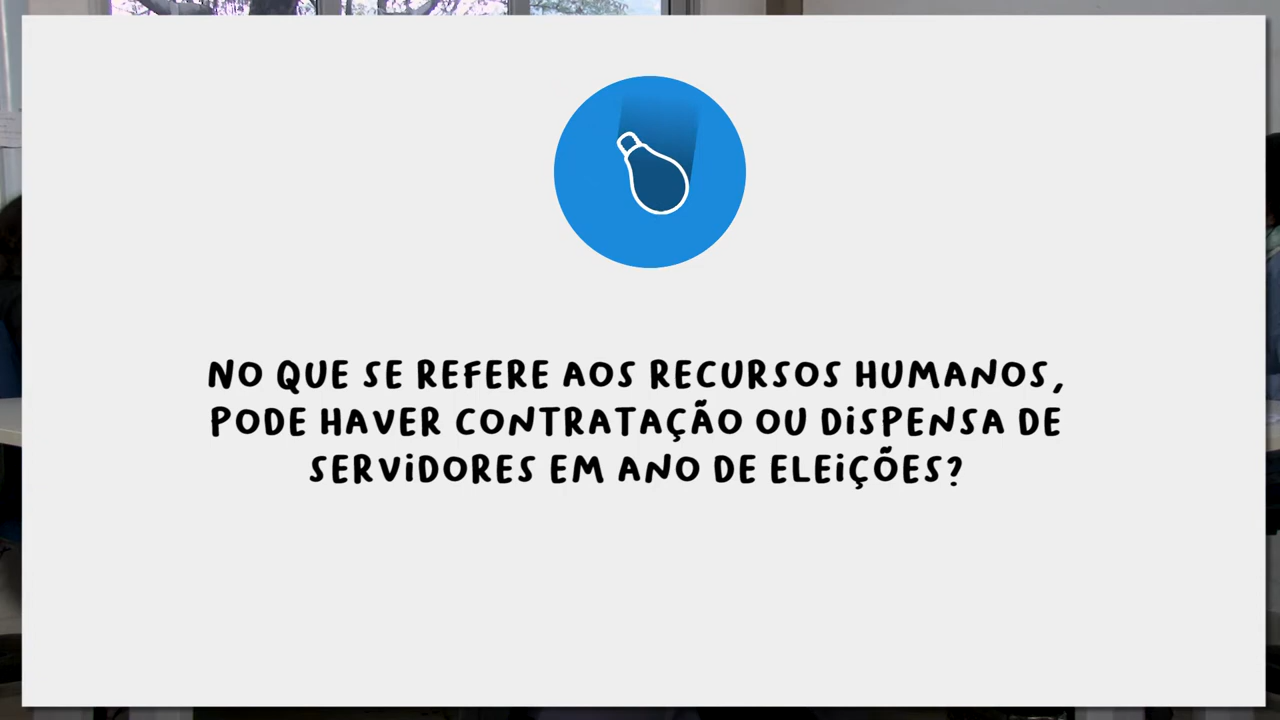 NO QUE SE REFERE AOS RECURSOS HUMANOS,
PODE HAVER CONTRATAÇÃO OU DISPENSA DE
SERVIDORES EM ANO DE ELEIÇÕES?